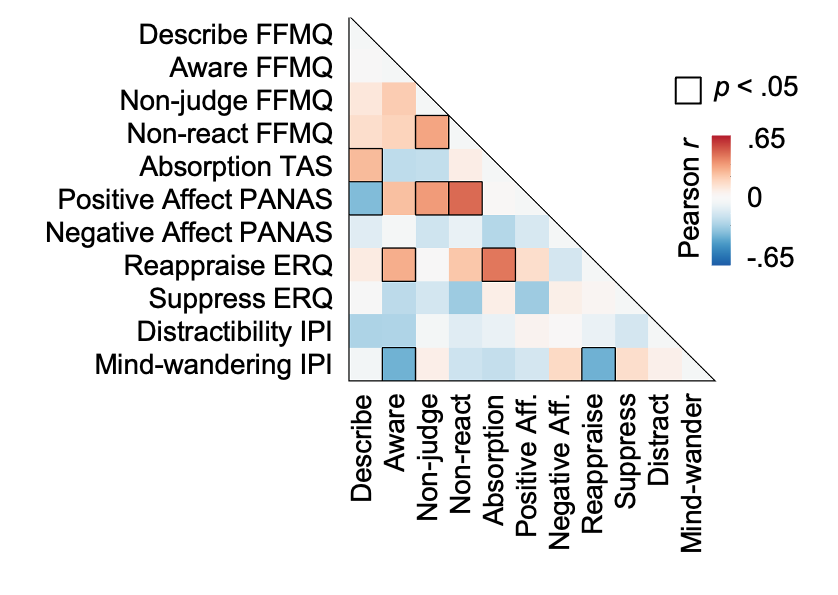 Describe FFMQ
Aware FFMQ
Non-judge FFMQ
Non-react FFMQ
Absorption TAS
Positive Affect PANAS
Negative Affect PANAS
Reappraise ERQ
Suppress ERQ
Distractibility IPI
Mind-wandering IPI
p < .05
Pearson r
.65
0
-.65
Describe
Aware
Non-judge
Non-react
Absorption
Positive Aff.
Negative Aff.
Reappraise
Suppress
Distract
Mind-wander